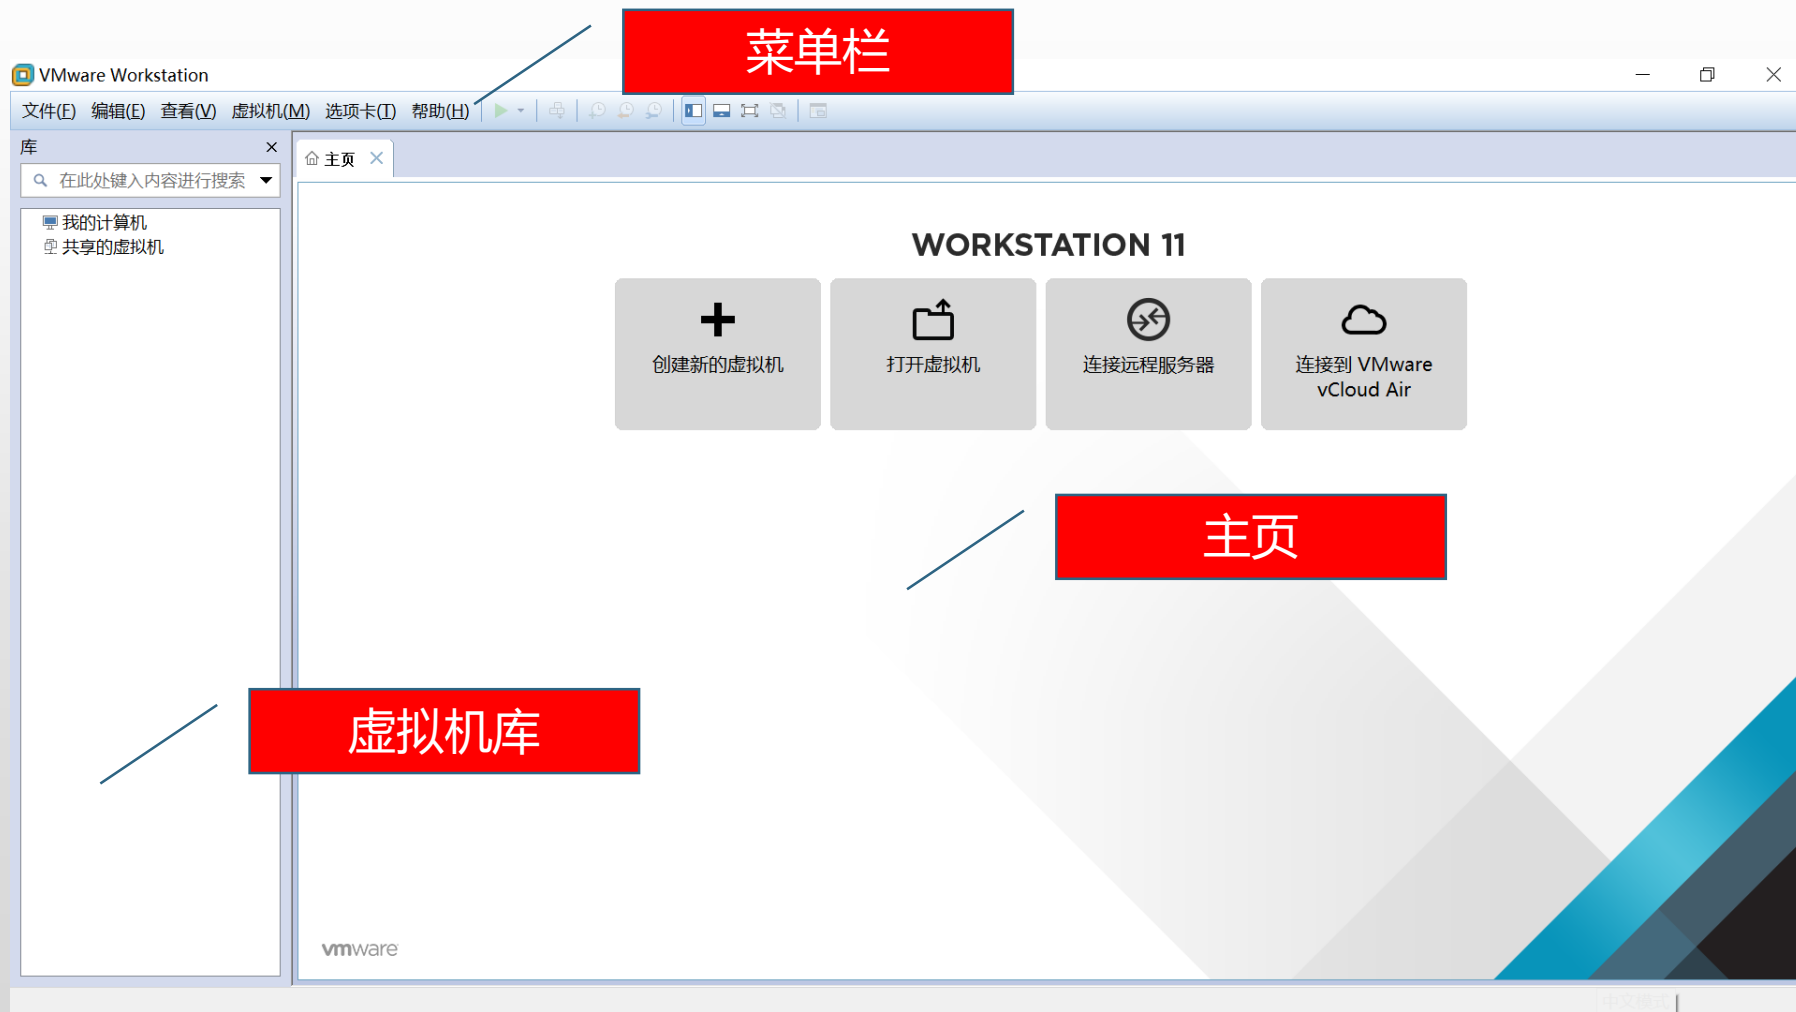 菜单栏
VMware Workstation
文件(F) 编辑(E) 查看(V) 虚拟机(M) 选项卡(T) 帮助(H)
库
主页
在此处键入内容进行搜索
我的计算机
共享的虚拟机
WORKSTATION 11
创建新的虚拟机
打开虚拟机
连接远程服务器
连接到 VMware
vCloud Air
主页
虚拟机库
vmware
中文模式